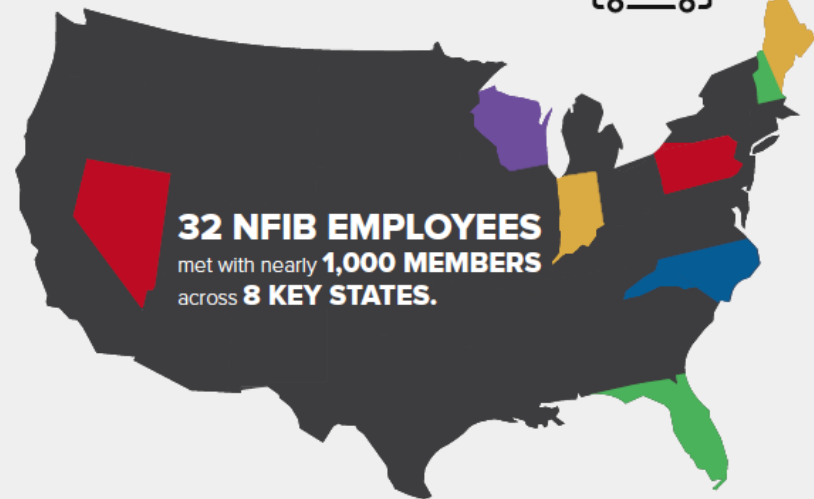 32 NFIB EMPLOYEES
met with nearly 1,000 MEMBERS
across 8 KEY STATES.